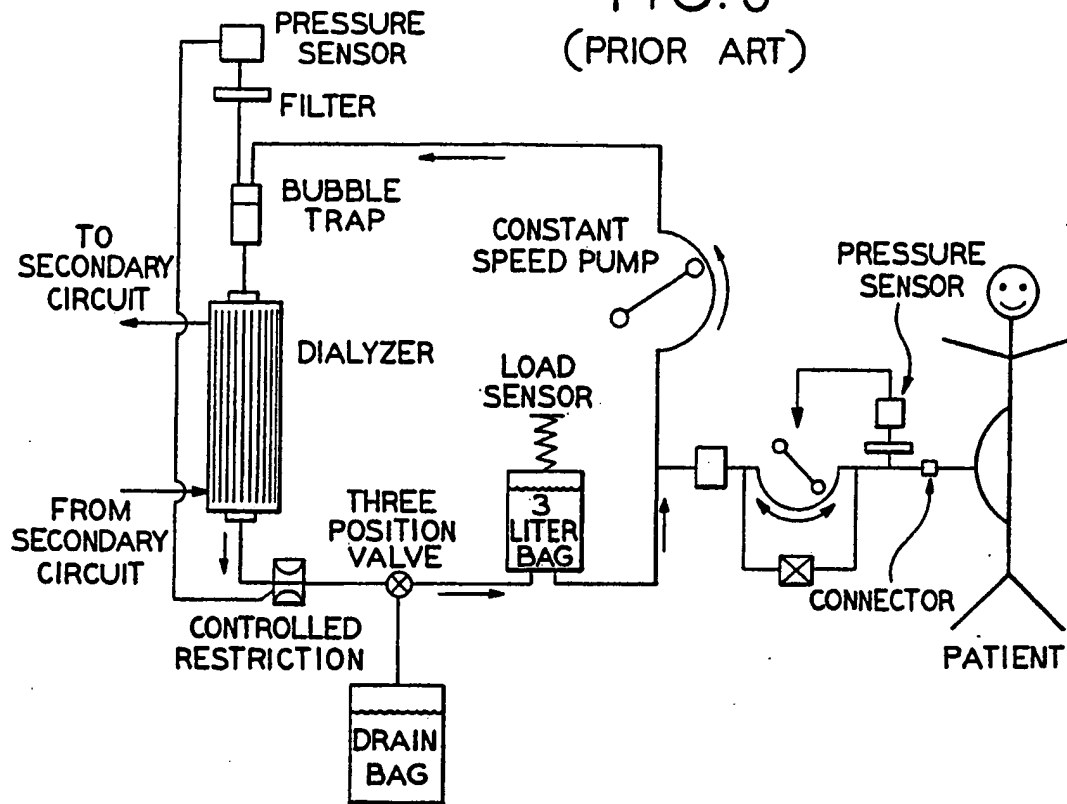 (PRIOR ART)
PRESSURE
SENSOR
FILTER
BUBBLE
TRAP
TO
SECONDARY
CIRCUIT
CONSTANT
SPEED PUMP
PRESSURE
SENSOR
DIALYZER
LOAD
SENSOR
FROM
SECONDARY
CIRCUIT
THREE
POSITION
VALVE
3
LITER
BAG
CONTROLLED
RESTRICTION
CONNECTOR
PATIENT
DRAIN
BAG